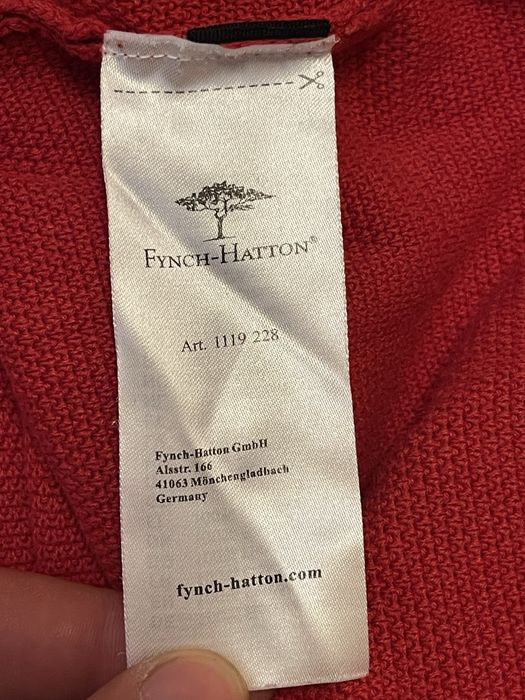 FYNCH-HATTON®
Art. 1119 228
Fynch-Hatton GmbH
Alsstr. 166
41063 Mönchengladbach
Germany
fynch-hatton.com